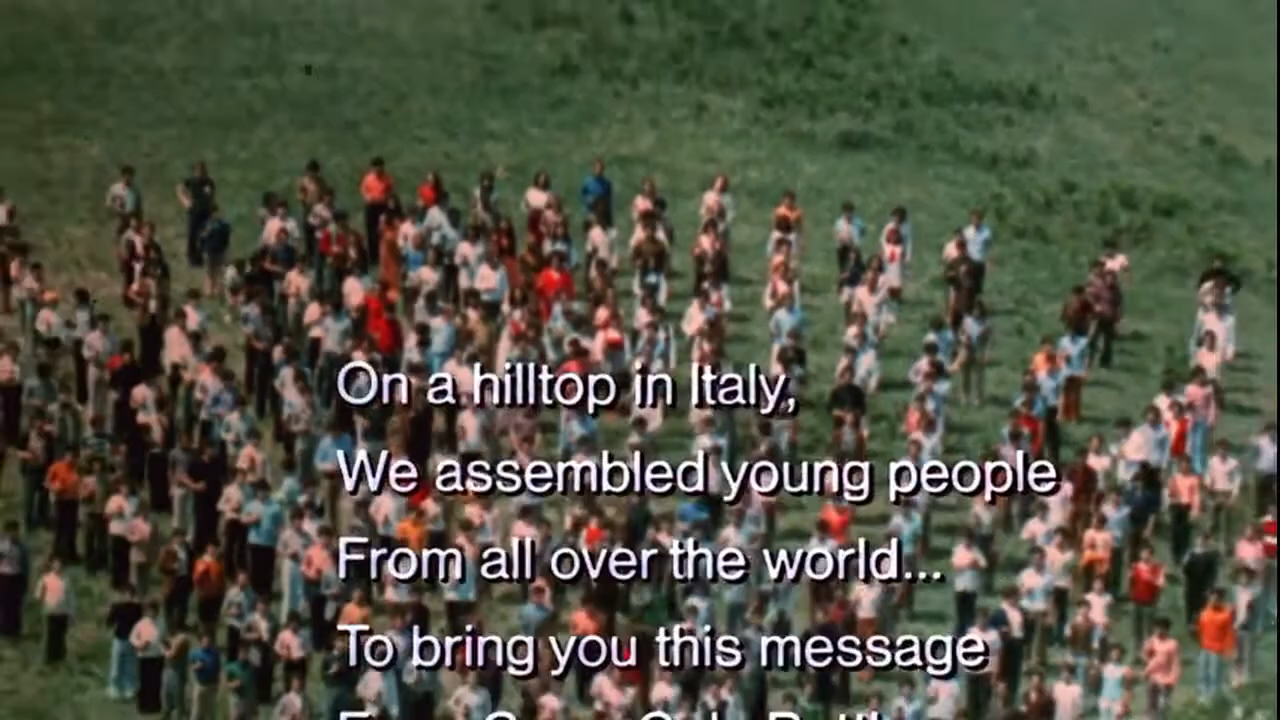 On a hilltop in Italy,
We assembled young people
From all over the world...
To bring you this message